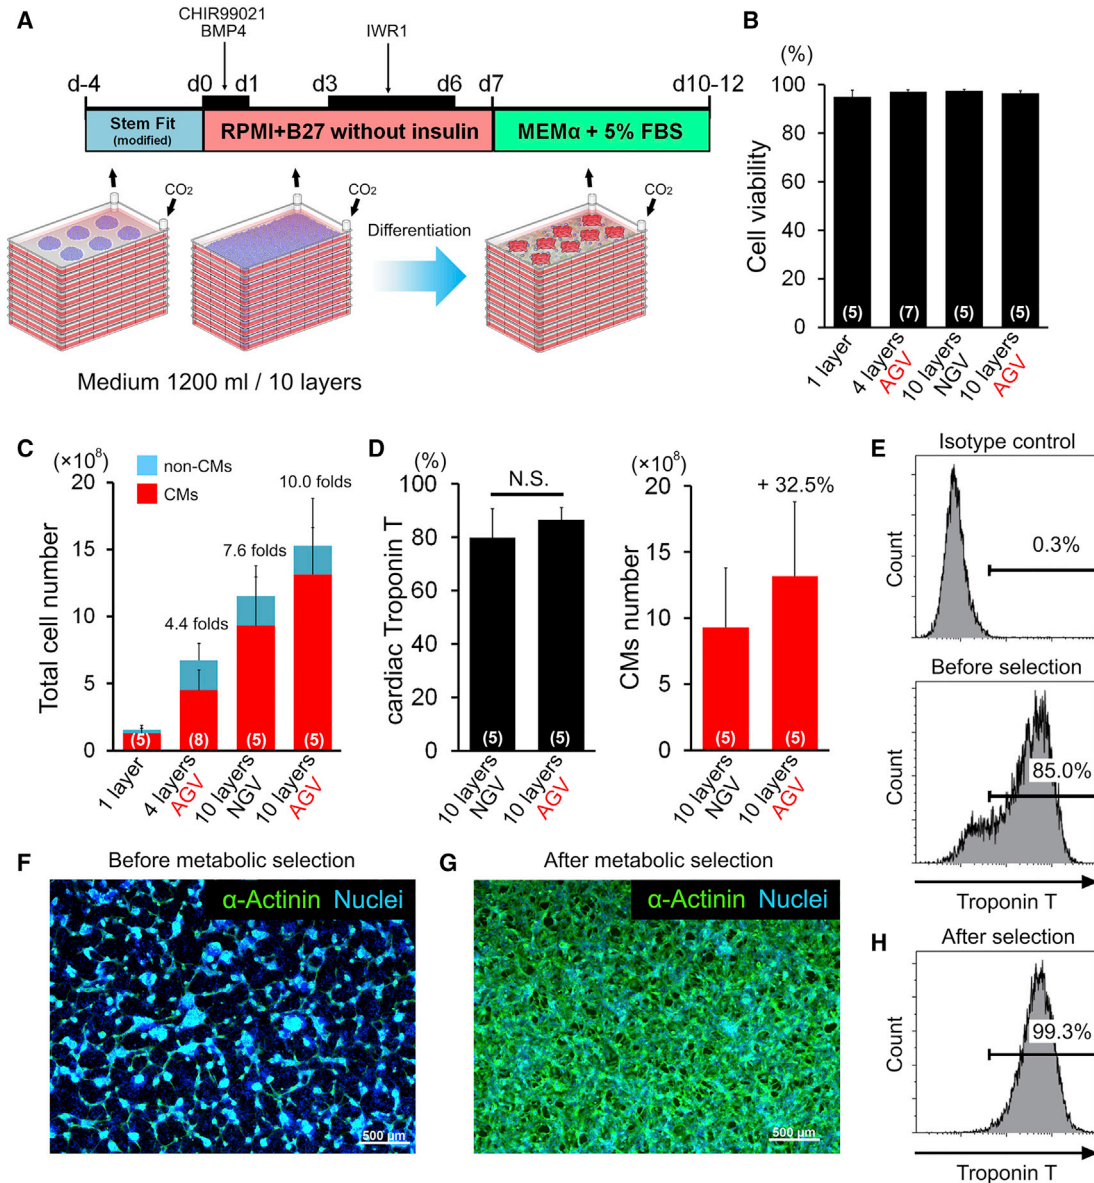 A
CHIR99021
BMP4
IWR1
d-4
d0
d1
d3
d6
d7
d10-12
Stem Fit
(modified)
RPMI+B27 without insulin
MEMα + 5% FBS
CO₂
CO₂
CO₂
Differentiation
Medium 1200 ml / 10 layers
B
(%)
Cell viability
100
80
60
40
20
0
(5)
(7)
(5)
(5)
1 layer
4 layers
AGV
10 layers
NGV
10 layers
AGV
C
(×10⁸)
non-CMs
CMs
Total cell number
20
15
10
5
0
4.4 folds
7.6 folds
10.0 folds
(5)
(8)
(5)
(5)
1 layer
4 layers
AGV
10 layers
NGV
10 layers
AGV
D
(%)
cardiac Troponin T
100
80
60
40
20
0
N.S.
(5)
(5)
10 layers
NGV
10 layers
AGV
(×10⁸)
CMs number
20
15
10
5
0
+ 32.5%
(5)
(5)
10 layers
NGV
10 layers
AGV
E
Isotype control
Count
0.3%
Before selection
Count
85.0%
Troponin T
F
Before metabolic selection
α-Actinin Nuclei
500 µm
G
After metabolic selection
α-Actinin Nuclei
500 µm
H
After selection
Count
99.3%
Troponin T